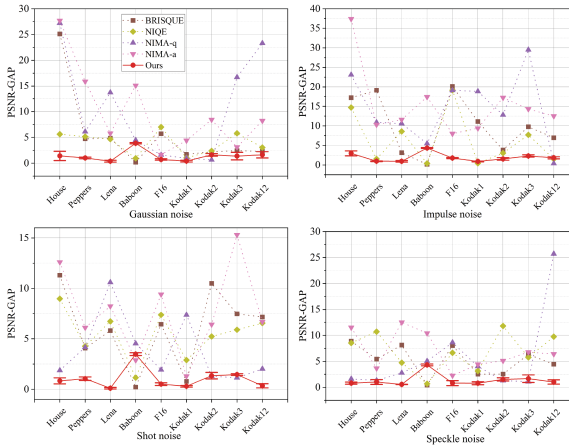 PSNR-GAP
30
25
20
15
10
5
0
BRISQUE
NIQE
NIMA-q
NIMA-a
Ours
House
Peppers
Lena
Baboon
F16
Kodak1
Kodak2
Kodak3
Kodak12
Gaussian noise
PSNR-GAP
40
35
30
25
20
15
10
5
0
House
Peppers
Lena
Baboon
F16
Kodak1
Kodak2
Kodak3
Kodak12
Impulse noise
PSNR-GAP
15
10
5
0
House
Peppers
Lena
Baboon
F16
Kodak1
Kodak2
Kodak3
Kodak12
Shot noise
PSNR-GAP
30
25
20
15
10
5
0
House
Peppers
Lena
Baboon
F16
Kodak1
Kodak2
Kodak3
Kodak12
Speckle noise